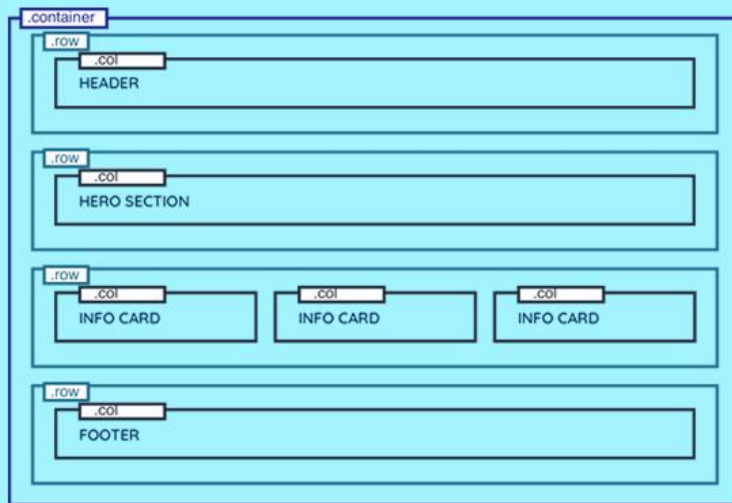 .container
.row
.col
HEADER
.row
.col
HERO SECTION
.row
.col .col .col
INFO CARD INFO CARD INFO CARD
.row
.col
FOOTER